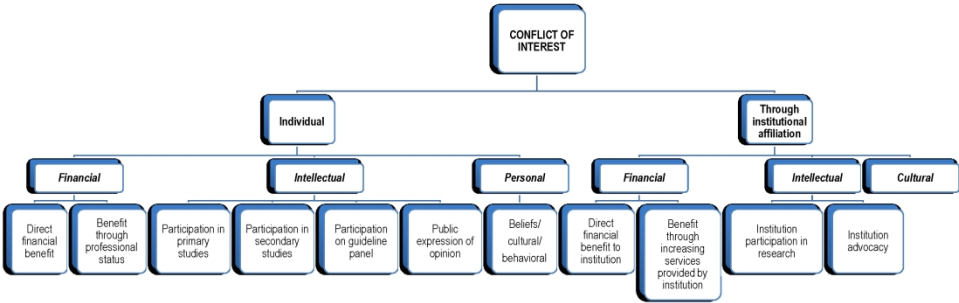 CONFLICT OF
INTEREST
Individual
Through
institutional
affiliation
Financial
Intellectual
Personal
Financial
Intellectual
Cultural
Direct
financial
benefit
Benefit
through
professional
status
Participation in
primary
studies
Participation in
secondary
studies
Participation
on guideline
panel
Public
expression of
opinion
Beliefs/
cultural/
behavioral
Direct
financial
benefit to
institution
Benefit
through
increasing
services
provided by
institution
Institution
participation in
research
Institution
advocacy